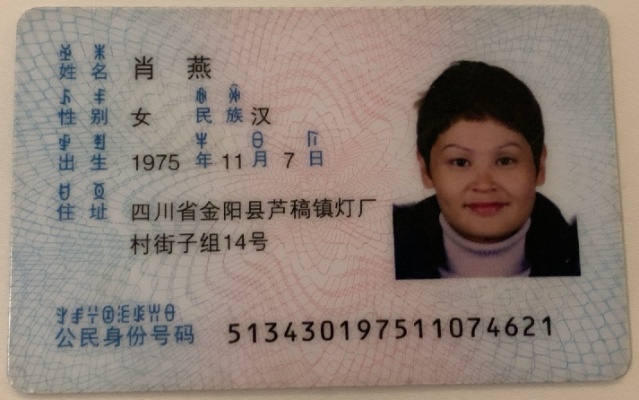 姓名 肖燕
性别 女 民族 汉
出生 1975 年 11 月 7 日
住址 四川省金阳县芦稿镇灯厂
村街子组14号
公民身份号码 513430197511074621